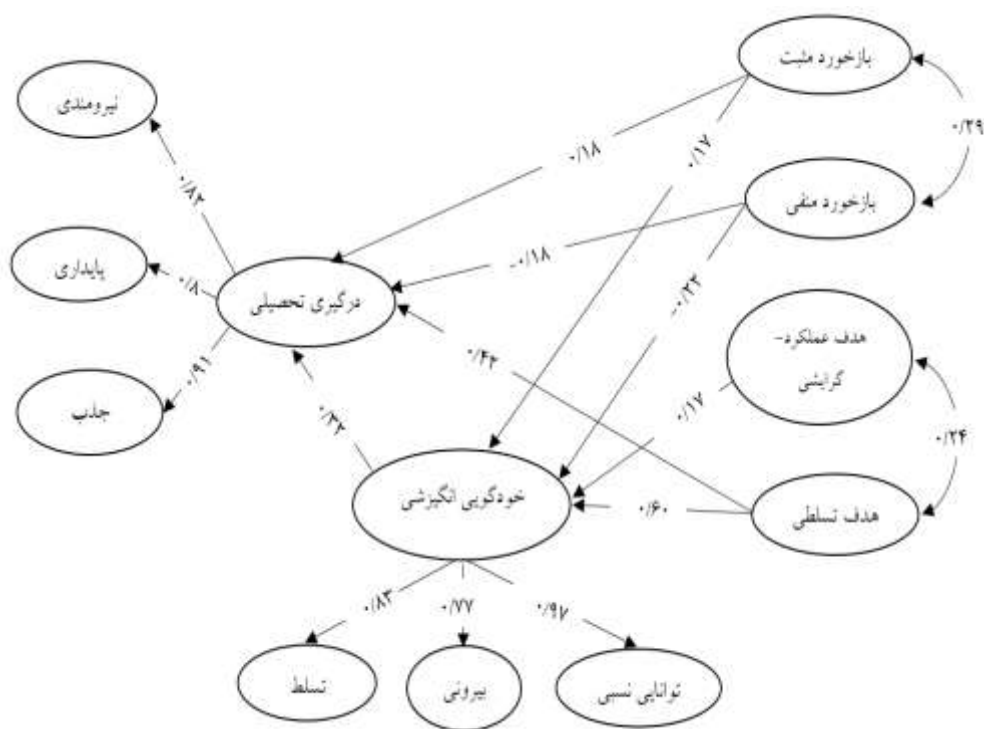 بازخورد مثبت
نیرومندی
۰/۲۹
۰/۱۸
۰/۱۷
۰/۸۲
بازخورد منفی
پایداری
-۰/۱۸
درگیری تحصیلی
۰/۸
-۰/۲۲
هدف عملکرد-
گرایشی
۰/۴۲
۰/۹۱
جذب
۰/۱۷
۰/۳۲
۰/۲۴
خودگویی انگیزشی
هدف تسلطی
۰/۶۰
۰/۸۳
۰/۷۷
۰/۹۷
توانایی نسبی
بیرونی
تسلط